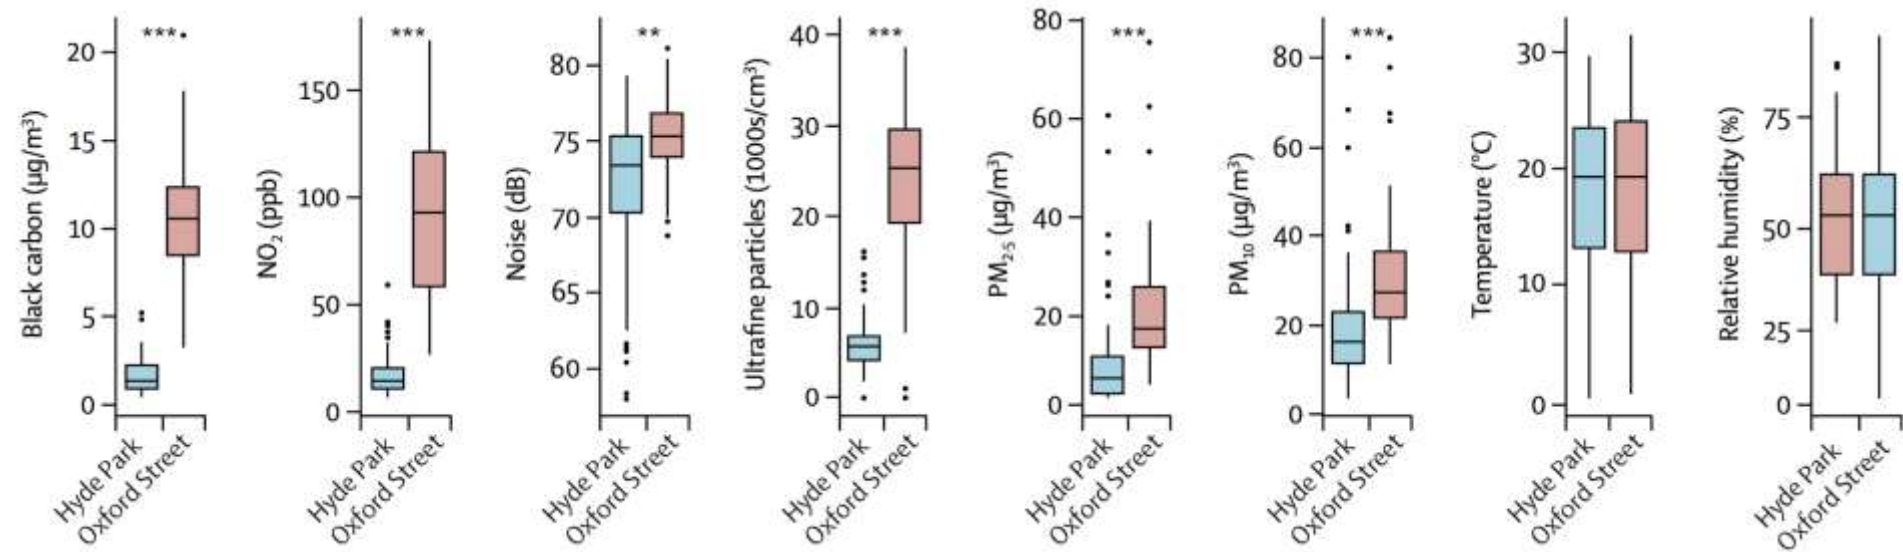 Black carbon (µg/m³)
20
15
10
5
0
***
Hyde Park
Oxford Street
NO₂ (ppb)
150
100
50
0
***
Hyde Park
Oxford Street
Noise (dB)
80
75
70
65
60
**
Hyde Park
Oxford Street
Ultrafine particles (1000s/cm³)
40
30
20
10
0
***
Hyde Park
Oxford Street
PM₂·₅ (µg/m³)
80
60
40
20
0
***
Hyde Park
Oxford Street
PM₁₀ (µg/m³)
80
60
40
20
0
***
Hyde Park
Oxford Street
Temperature (°C)
30
20
10
0
Hyde Park
Oxford Street
Relative humidity (%)
75
50
25
0
Hyde Park
Oxford Street